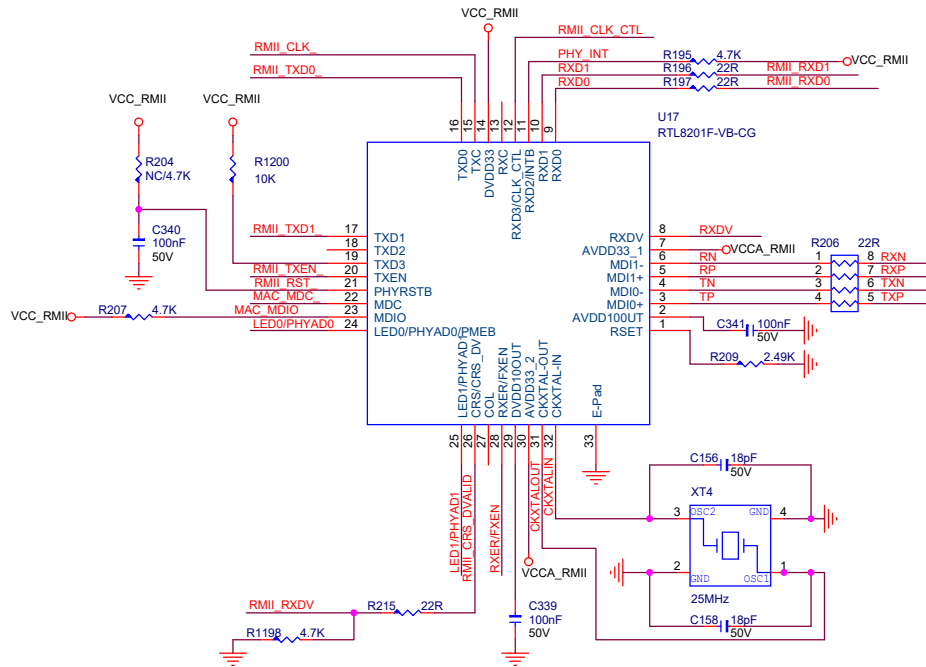 VCC_RMII
RMII_CLK_CTL
RMII_CLK_
PHY_INT
R195
4.7K
VCC_RMII
RMII_TXD0_
RXD1
R196
22R
RMII_RXD1
RXD0
R197
22R
RMII_RXD0
VCC_RMII
VCC_RMII
U17
RTL8201F-VB-CG
16
15
14
13
12
11
10
9
TXD0
TXC
DVDD33
RXC
RXD3/CLK_CTL
RXD2/INTB
RXD1
RXD0
R204
NC/4.7K
R1200
10K
C340
100nF
50V
RMII_TXD1_
17
TXD1
18
TXD2
19
TXD3
RMII_TXEN_
20
TXEN
RMII_RST_
21
PHYRSTB
MAC_MDC_
22
MDC
VCC_RMII
R207
4.7K
MAC_MDIO
23
MDIO
LED0/PHYAD0
24
LED0/PHYAD0/PMEB
RXDV
8
RXDV
AVDD33_1
7
VCCA_RMII
MDI1-
6
RN
MDI1+
5
RP
MDI0-
4
TN
MDI0+
3
TP
AVDD100UT
2
RSET
1
R206
22R
1
8
RXN
2
7
RXP
3
6
TXN
4
5
TXP
C341
100nF
50V
R209
2.49K
LED1/PHYAD1
CRS/CRS_DV
COL
RXER/FXEN
DVDD10OUT
AVDD33_2
CKXTAL-OUT
CKXTAL-IN
E-Pad
25
26
27
28
29
30
31
32
33
LED1/PHYAD1
RMII_CRS_DVALID
RXER/FXEN
CKXTALOUT
CKXTALIN
VCCA_RMII
C156
18pF
50V
XT4
3
OSC2
GND
4
2
GND
OSC1
1
25MHz
C158
18pF
50V
RMII_RXDV
R215
22R
R1198
4.7K
C339
100nF
50V